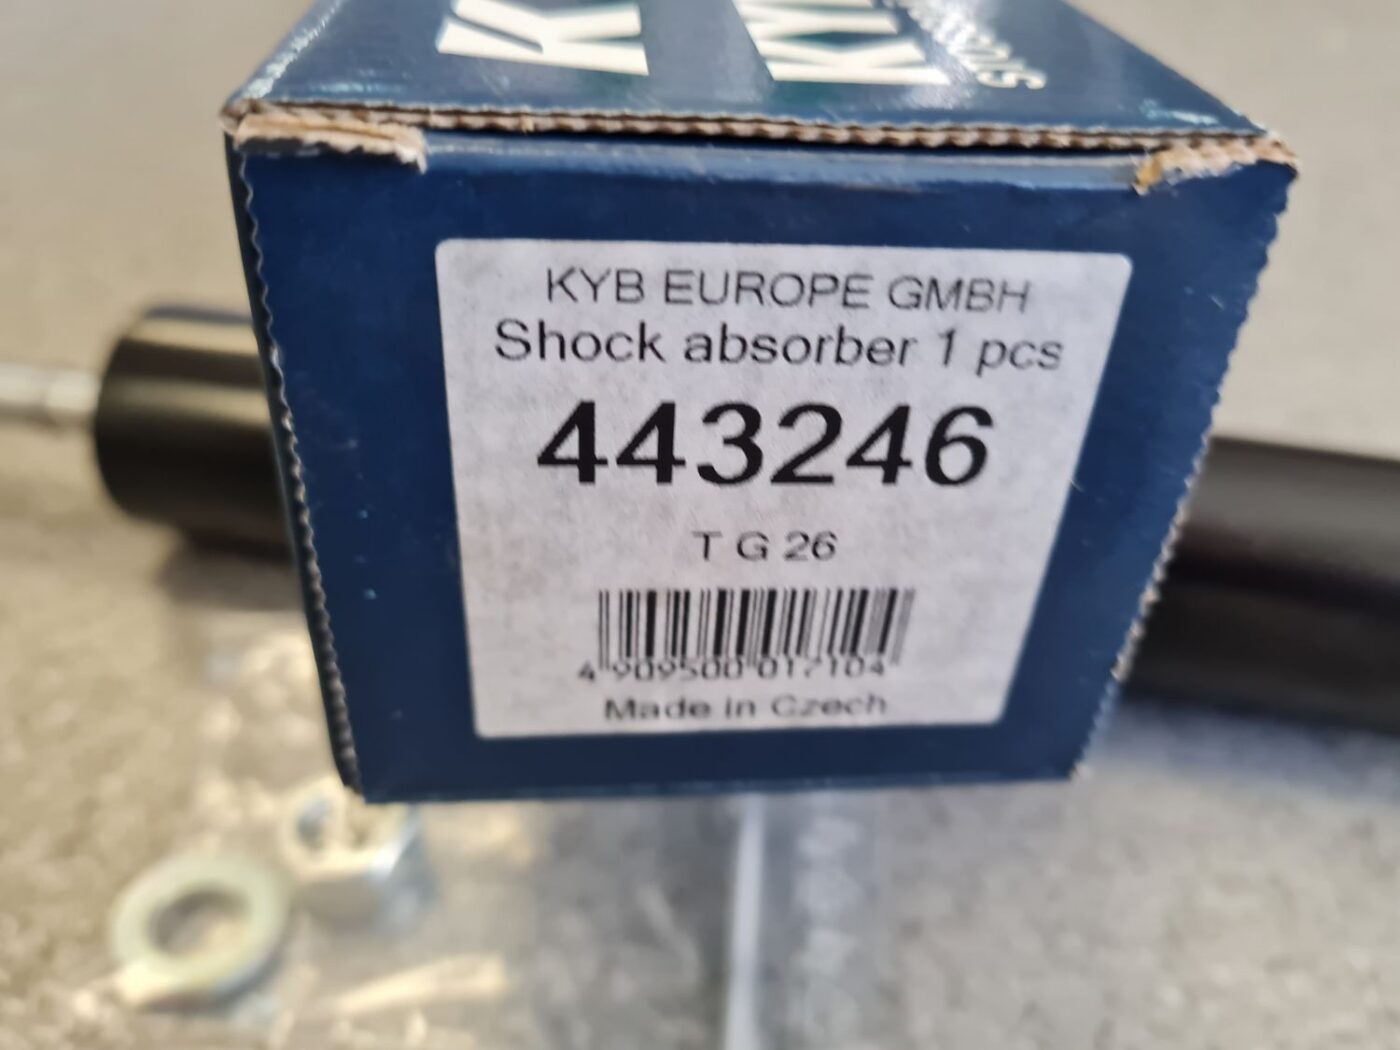 KYB EUROPE GMBH
Shock absorber 1 pcs
443246
T G 26
4 909500 017104
Made in Czech